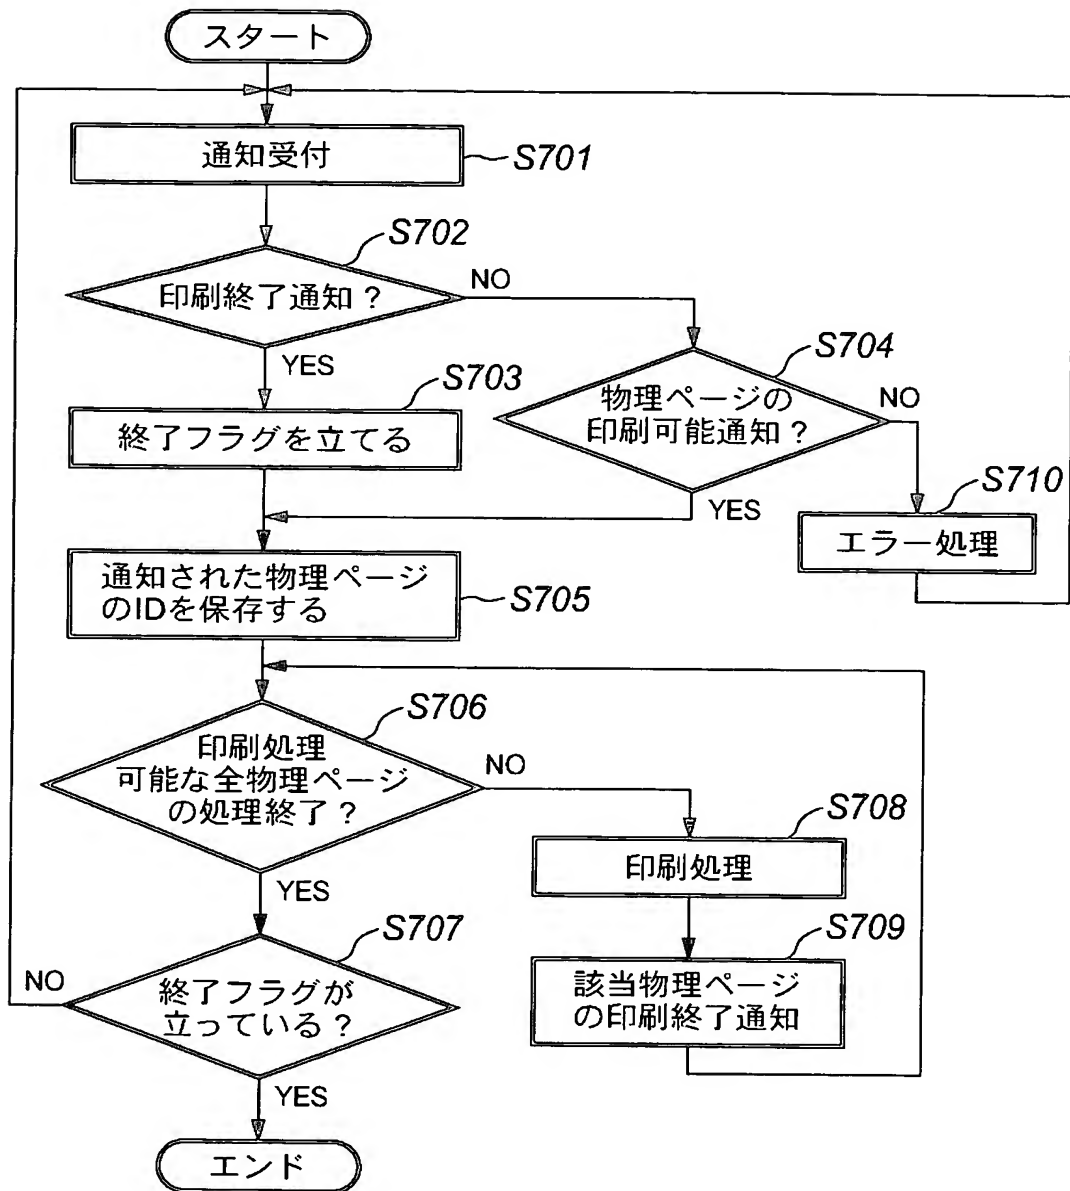 スタート
通知受付
S701
S702
印刷終了通知？
NO
YES
S703
終了フラグを立てる
S704
物理ページの
印刷可能通知？
NO
YES
S710
エラー処理
通知された物理ページ
のIDを保存する
S705
S706
印刷処理
可能な全物理ページ
の処理終了？
NO
YES
S708
印刷処理
S707
終了フラグが
立っている？
NO
YES
S709
該当物理ページ
の印刷終了通知
エンド